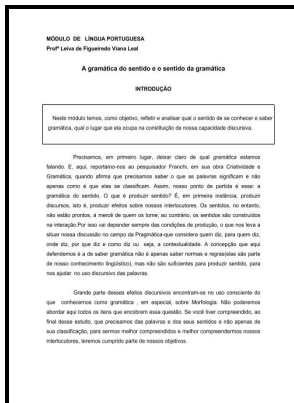 MÓDULO DE LÍNGUA PORTUGUESA
Profª Leiva de Figueiredo Viana Leal
A gramática do sentido e o sentido da gramática
INTRODUÇÃO
Neste módulo temos, como objetivo, refletir e analisar qual o sentido de se conhecer e saber
gramática, qual o lugar que ela ocupa na constituição de nossa capacidade discursiva.
Precisamos, em primeiro lugar, deixar claro de qual gramática estamos
falando. E, aqui, reportamo-nos ao pesquisador Franchi, em sua obra Criatividade e
Gramática, quando afirma que precisamos saber o que as palavras significam e não
apenas como é que elas se classificam. Assim, nosso ponto de partida é esse: a
gramática do sentido. O que é produzir sentido? É, em primeira instância, produzir
discursos, isto é, produzir efeitos sobre nossos interlocutores. Os sentidos, no entanto,
não estão prontos, à mercê de quem os tome; ao contrário, os sentidos são construídos
na interação.Por isso vai depender sempre das condições de produção, o que nos leva a
situar nossa discussão no campo da Pragmática-que considera quem diz, para quem diz,
onde diz, por que diz e como diz ou seja, a contextualidade. A concepção que aqui
defendemos é a de saber gramática não é apenas saber normas e regras(elas são parte
de nosso conhecimento lingüístico), mas não são suficientes para produzir sentido, para
nos ajudar no uso discursivo das palavras.
Grande parte desses efeitos discursivos encontram-se no uso consciente do
que conhecemos como gramática , em especial, sobre Morfologia. Não poderemos
abordar aqui todos os itens que encobrem essa questão. Se você tiver compreendido, ao
final desse estudo, que precisamos das palavras e dos seus sentidos e não apenas de
sua classificação, para sermos melhor compreendidos e melhor compreendermos nossos
interlocutores, teremos cumprido parte de nossos objetivos.